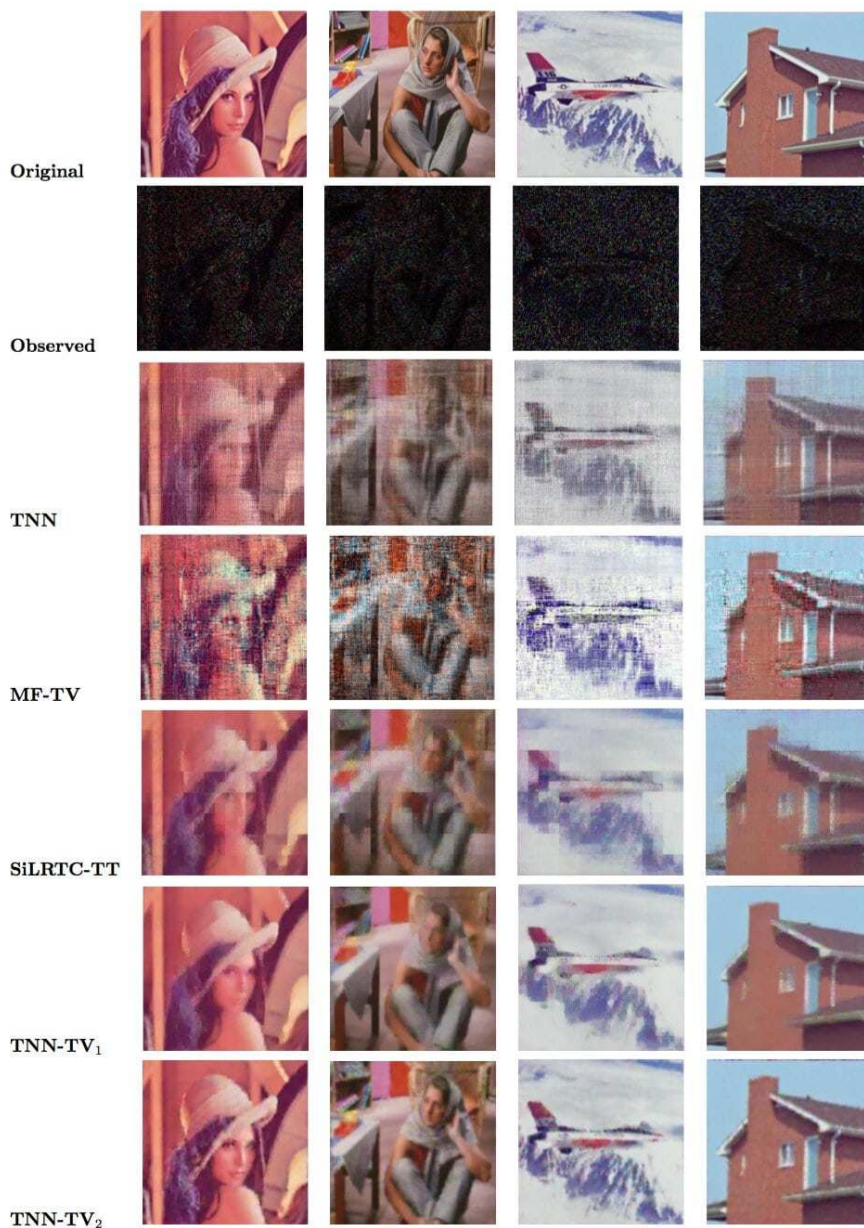 Original
Observed
TNN
MF-TV
SiLRTC-TT
TNN-TV₁
TNN-TV₂